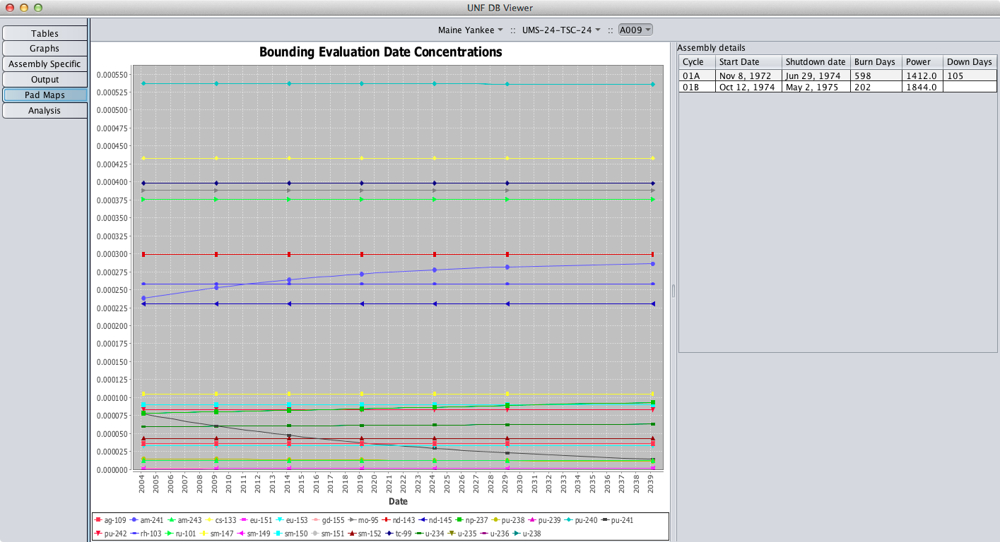 UNF DB Viewer
Tables
Graphs
Assembly Specific
Output
Pad Maps
Analysis
Maine Yankee :: UMS-24-TSC-24 :: A009
Bounding Evaluation Date Concentrations
0.000550
0.000525
0.000500
0.000475
0.000450
0.000425
0.000400
0.000375
0.000350
0.000325
0.000300
0.000275
0.000250
0.000225
0.000200
0.000175
0.000150
0.000125
0.000100
0.000075
0.000050
0.000025
0.000000
2004 2005 2006 2007 2008 2009 2010 2011 2012 2013 2014 2015 2016 2017 2018 2019 2020 2021 2022 2023 2024 2025 2026 2027 2028 2029 2030 2031 2032 2033 2034 2035 2036 2037 2038 2039
Date
ag-109 am-241 am-243 cs-133 eu-151 eu-153 gd-155 mo-95 nd-143 nd-145 np-237 pu-238 pu-239 pu-240 pu-241
pu-242 rh-103 ru-101 sm-147 sm-149 sm-150 sm-151 sm-152 tc-99 u-234 u-235 u-236 u-238
Assembly details
Cycle Start Date Shutdown date Burn Days Power Down Days
01A Nov 8, 1972 Jun 29, 1974 598 1412.0 105
01B Oct 12, 1974 May 2, 1975 202 1844.0